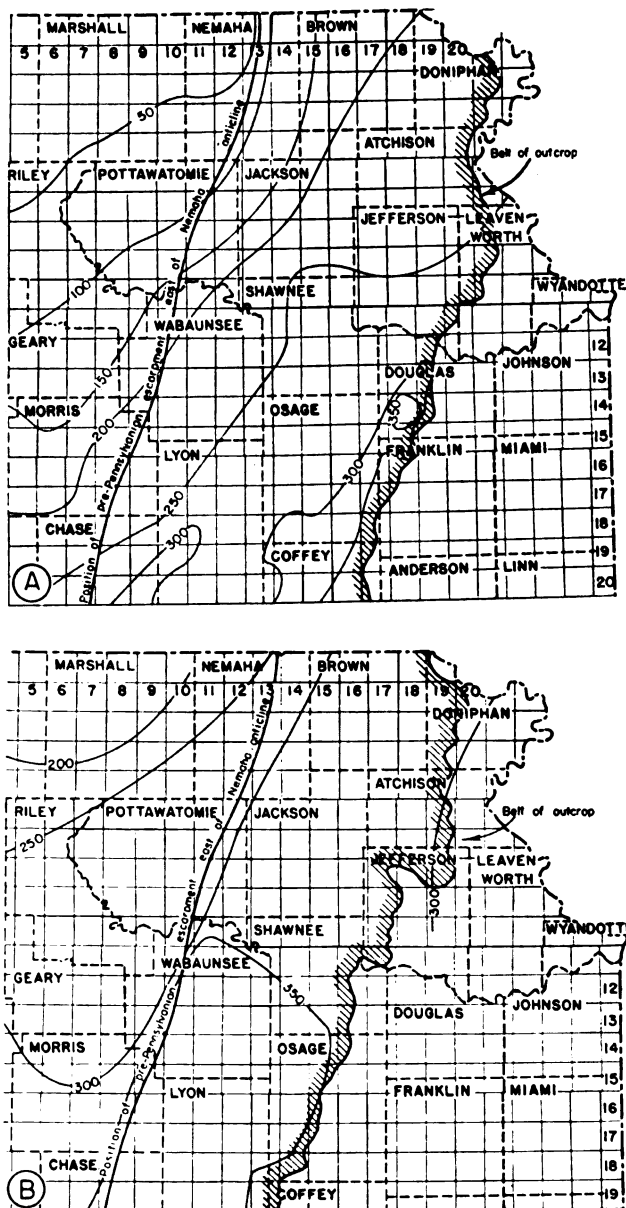 MARSHALL NEMAHA BROWN
5 6 7 8 9 10 11 12 13 14 15 16 17 18 19 20
DONIPHAN
50
Nemaha anticline
ATCHISON
Belt of outcrop
RILEY POTTAWATOMIE JACKSON
JEFFERSON LEAVEN
WORTH
east of
100
SHAWNEE WYANDOTTE
WABAUNSEE
GEARY
12
JOHNSON
escarpment
150
DOUGLAS
13
MORRIS
200
OSAGE
350
14
pre-Pennsylvanian
15
LYON
300
FRANKLIN MIAMI
16
250
17
CHASE
300
18
Position of
COFFEY
19
ANDERSON LINN
20
A
MARSHALL NEMAHA BROWN
5 6 7 8 9 10 11 12 13 14 15 16 17 18 19 20
DONIPHAN
200
Nemaha anticline
ATCHISON
RILEY POTTAWATOMIE JACKSON
Belt of outcrop
250
east of
JEFFERSON LEAVEN
WORTH
300
escarpment
SHAWNEE WYANDOTTE
WABAUNSEE
GEARY
350
12
DOUGLAS JOHNSON
13
MORRIS
OSAGE
14
pre-Pennsylvanian
300
15
LYON
FRANKLIN MIAMI
16
17
CHASE
18
Position of
COFFEY
19
B